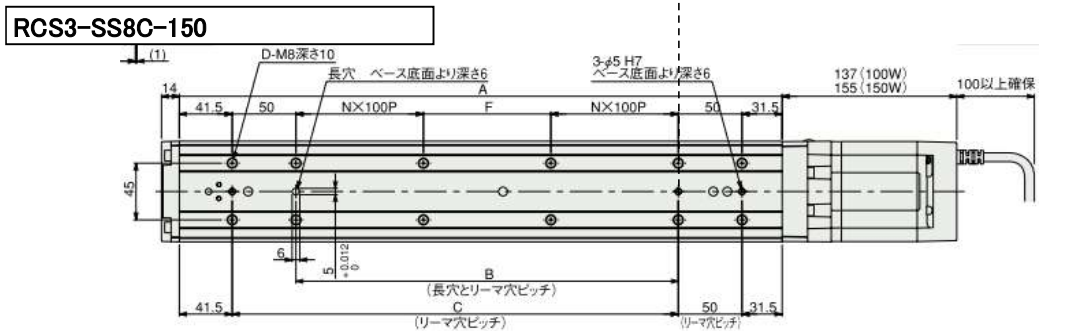 RCS3-SS8C-150
(1)
D-M8深さ10
長穴 ベース底面より深さ6
3-φ5 H7
ベース底面より深さ6
137(100W)
155(150W)
100以上確保
14
A
41.5
50
N×100P
F
N×100P
50
31.5
45
6
5
+0.012
0
B
(長穴とリーマ穴ピッチ)
41.5
C
(リーマ穴ピッチ)
50
(リーマ穴ピッチ)
31.5